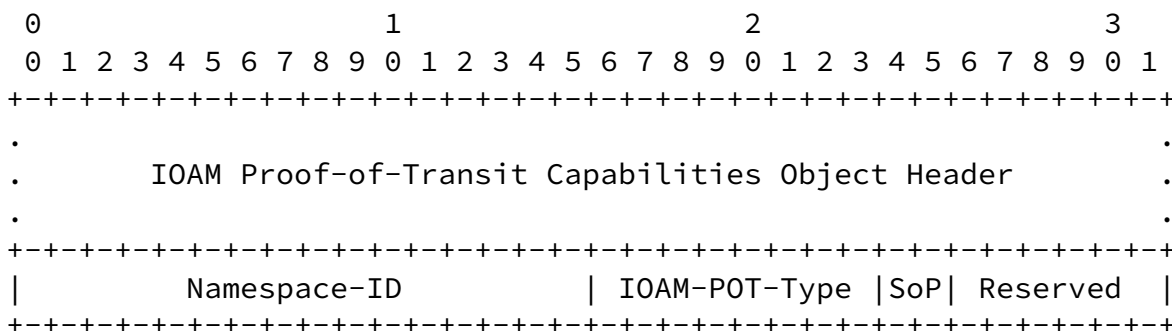 0                   1                   2                   3
 0 1 2 3 4 5 6 7 8 9 0 1 2 3 4 5 6 7 8 9 0 1 2 3 4 5 6 7 8 9 0 1
+-+-+-+-+-+-+-+-+-+-+-+-+-+-+-+-+-+-+-+-+-+-+-+-+-+-+-+-+-+-+-+-+
.                                                               .
.       IOAM Proof-of-Transit Capabilities Object Header        .
.                                                               .
+-+-+-+-+-+-+-+-+-+-+-+-+-+-+-+-+-+-+-+-+-+-+-+-+-+-+-+-+-+-+-+-+
|         Namespace-ID          | IOAM-POT-Type |SoP| Reserved  |
+-+-+-+-+-+-+-+-+-+-+-+-+-+-+-+-+-+-+-+-+-+-+-+-+-+-+-+-+-+-+-+-+